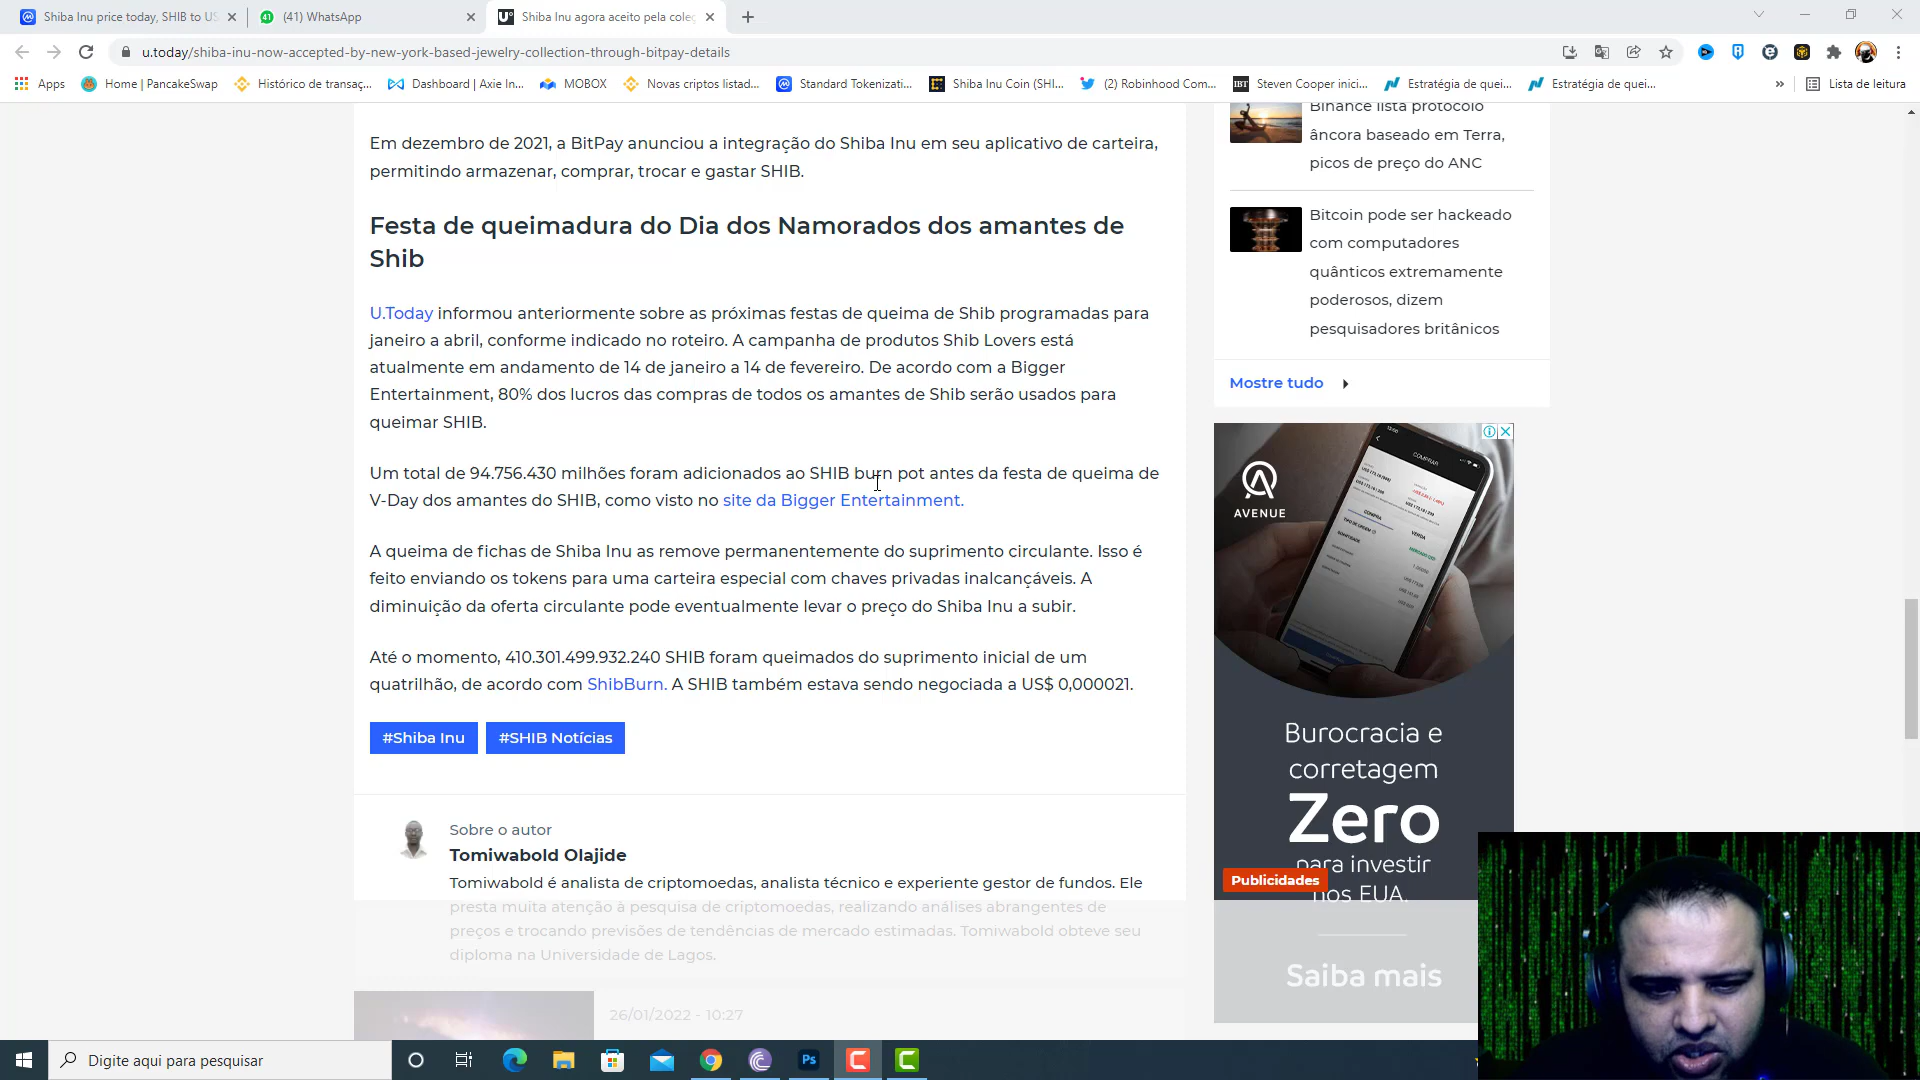 Shiba Inu price today, SHIB to US
(41) WhatsApp
Shiba Inu agora aceito pela cole
u.today/shiba-inu-now-accepted-by-new-york-based-jewelry-collection-through-bitpay-details
Apps
Home | PancakeSwap
Histórico de transaç...
Dashboard | Axie In...
MOBOX
Novas criptos listad...
Standard Tokenizati...
Shiba Inu Coin (SHI...
(2) Robinhood Com...
Steven Cooper inici...
Estratégia de quei...
Estratégia de quei...
»
Lista de leitura
Em dezembro de 2021, a BitPay anunciou a integração do Shiba Inu em seu aplicativo de carteira,
permitindo armazenar, comprar, trocar e gastar SHIB.
Festa de queimadura do Dia dos Namorados dos amantes de
Shib
U.Today informou anteriormente sobre as próximas festas de queima de Shib programadas para
janeiro a abril, conforme indicado no roteiro. A campanha de produtos Shib Lovers está
atualmente em andamento de 14 de janeiro a 14 de fevereiro. De acordo com a Bigger
Entertainment, 80% dos lucros das compras de todos os amantes de Shib serão usados para
queimar SHIB.
Um total de 94.756.430 milhões foram adicionados ao SHIB burn pot antes da festa de queima de
V-Day dos amantes do SHIB, como visto no site da Bigger Entertainment.
A queima de fichas de Shiba Inu as remove permanentemente do suprimento circulante. Isso é
feito enviando os tokens para uma carteira especial com chaves privadas inalcançáveis. A
diminuição da oferta circulante pode eventualmente levar o preço do Shiba Inu a subir.
Até o momento, 410.301.499.932.240 SHIB foram queimados do suprimento inicial de um
quatrilhão, de acordo com ShibBurn. A SHIB também estava sendo negociada a US$ 0,000021.
#Shiba Inu
#SHIB Notícias
Sobre o autor
Tomiwabold Olajide
Tomiwabold é analista de criptomoedas, analista técnico e experiente gestor de fundos. Ele
presta muita atenção à pesquisa de criptomoedas, realizando análises abrangentes de
preços e trocando previsões de tendências de mercado estimadas. Tomiwabold obteve seu
diploma na Universidade de Lagos.
26/01/2022 - 10:27
Binance lista protocolo
âncora baseado em Terra,
picos de preço do ANC
Bitcoin pode ser hackeado
com computadores
quânticos extremamente
poderosos, dizem
pesquisadores britânicos
Mostre tudo
AVENUE
COMPRAR
COMPRA
VENDA
Burocracia e
corretagem
Zero
para investir
nos EUA.
Publicidades
Saiba mais
Digite aqui para pesquisar
Ps